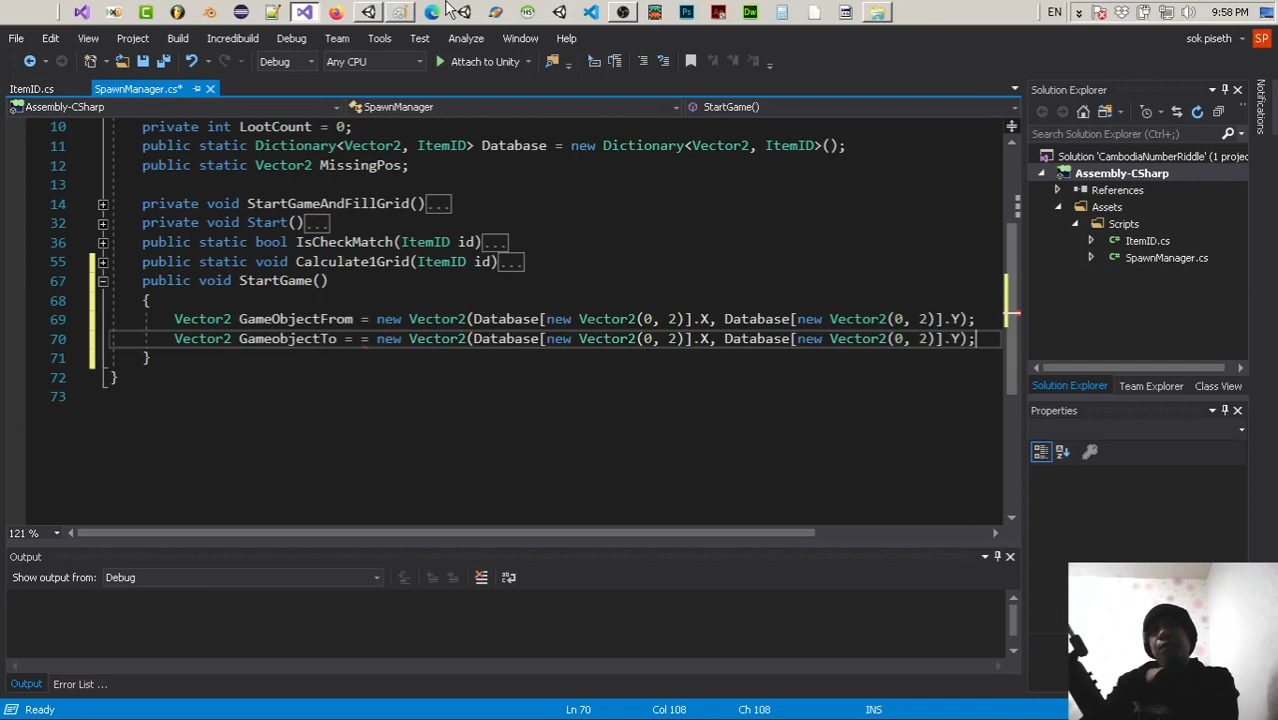 EN
9:58 PM
File Edit View Project Build Incredibuild Debug Team Tools Test Analyze Window Help
sok piseth
SP
Debug Any CPU Attach to Unity
ItemID.cs
SpawnManager.cs*
Assembly-CSharp
SpawnManager
StartGame()
10 private int LootCount = 0;
11 public static Dictionary<Vector2, ItemID> Database = new Dictionary<Vector2, ItemID>();
12 public static Vector2 MissingPos;
13
14 private void StartGameAndFillGrid()...
32 private void Start()...
36 public static bool IsCheckMatch(ItemID id)...
55 public static void Calculate1Grid(ItemID id)...
67 public void StartGame()
68 {
69 Vector2 GameObjectFrom = new Vector2(Database[new Vector2(0, 2)].X, Database[new Vector2(0, 2)].Y);
70 Vector2 GameobjectTo = = new Vector2(Database[new Vector2(0, 2)].X, Database[new Vector2(0, 2)].Y);
71 }
72 }
73
121 %
Output
Show output from: Debug
Output
Error List ...
Ready
Ln 70
Col 108
Ch 108
INS
Solution Explorer
Search Solution Explorer (Ctrl+;)
Solution 'CambodiaNumberRiddle' (1 projec
Assembly-CSharp
References
Assets
Scripts
C# ItemID.cs
C# SpawnManager.cs
Solution Explorer
Team Explorer
Class View
Properties
Notifications